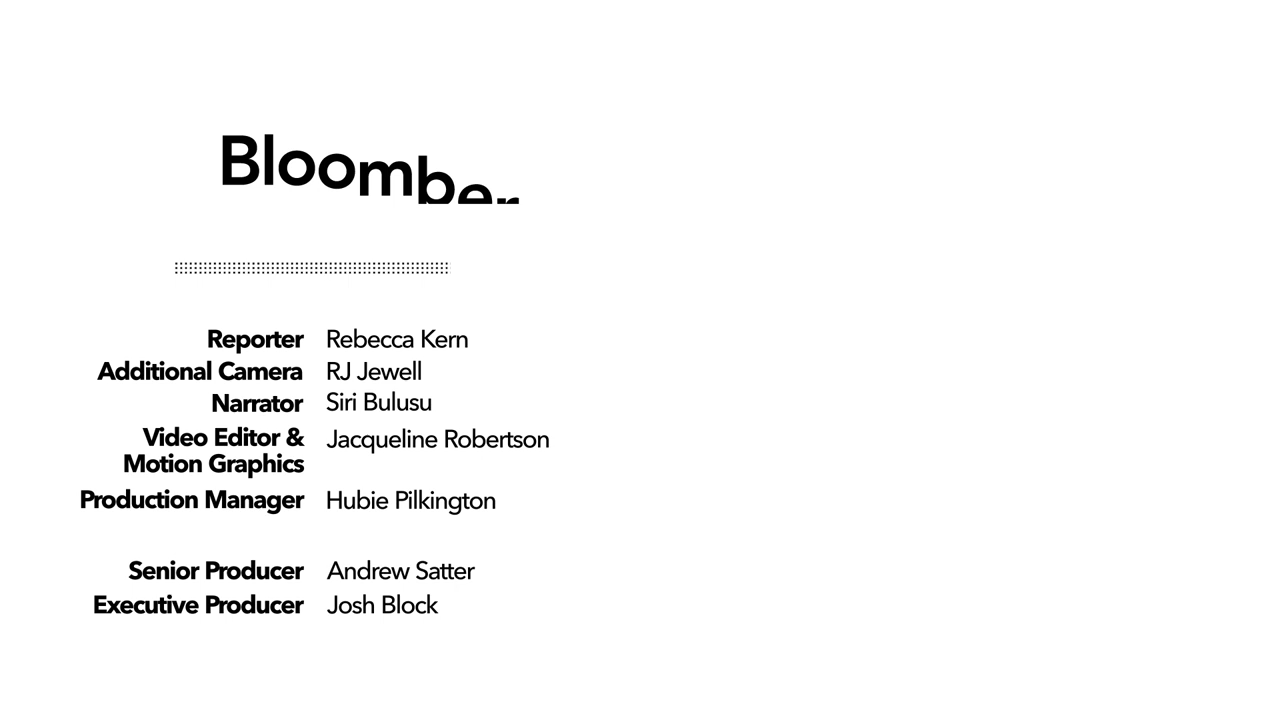 Bloomber
Reporter Rebecca Kern
Additional Camera RJ Jewell
Narrator Siri Bulusu
Video Editor & Jacqueline Robertson
Motion Graphics
Production Manager Hubie Pilkington
Senior Producer Andrew Satter
Executive Producer Josh Block